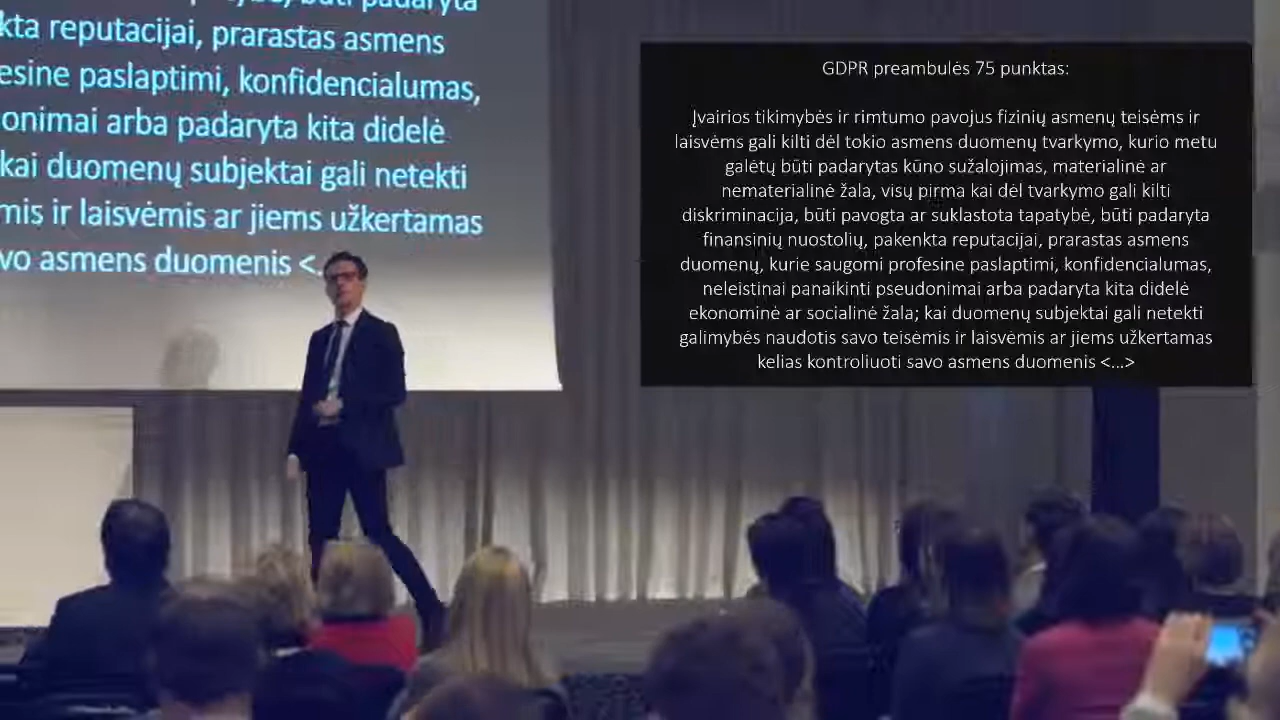 padaryta
kta reputacijai, prarastas asmens
esine paslaptimi, konfidencialumas,
onimai arba padaryta kita didelė
kai duomenų subjektai gali netekti
mis ir laisvėmis ar jiems užkertamas
vo asmens duomenis <.
GDPR preambulės 75 punktas:
Įvairios tikimybės ir rimtumo pavojus fizinių asmenų teisėms ir
laisvėms gali kilti dėl tokio asmens duomenų tvarkymo, kurio metu
galėtų būti padarytas kūno sužalojimas, materialinė ar
nematerialinė žala, visų pirma kai dėl tvarkymo gali kilti
diskriminacija, būti pavogta ar suklastota tapatybė, būti padaryta
finansinių nuostolių, pakenkta reputacijai, prarastas asmens
duomenų, kurie saugomi profesine paslaptimi, konfidencialumas,
neleistinai panaikinti pseudonimai arba padaryta kita didelė
ekonominė ar socialinė žala; kai duomenų subjektai gali netekti
galimybės naudotis savo teisėmis ir laisvėmis ar jiems užkertamas
kelias kontroliuoti savo asmens duomenis <...>